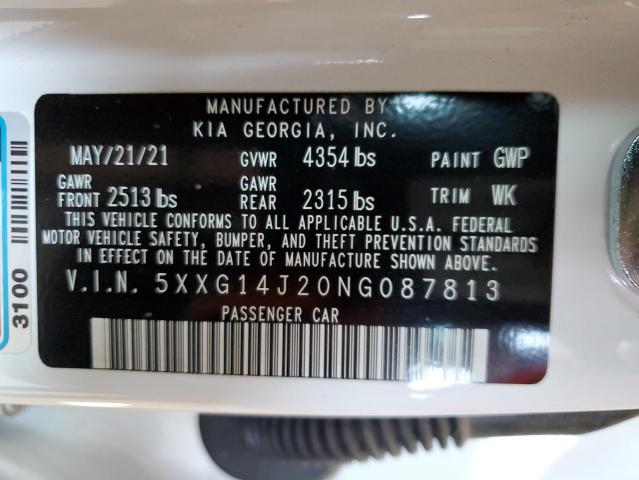 MANUFACTURED BY
KIA GEORGIA, INC.
MAY/21/21 GVWR 4354 lbs PAINT GWP
GAWR FRONT 2513 lbs GAWR REAR 2315 lbs TRIM WK
THIS VEHICLE CONFORMS TO ALL APPLICABLE U.S.A. FEDERAL
MOTOR VEHICLE SAFETY, BUMPER, AND THEFT PREVENTION STANDARDS
IN EFFECT ON THE DATE OF MANUFACTURE SHOWN ABOVE.
V.I.N. 5XXG14J20NG087813
PASSENGER CAR
3100